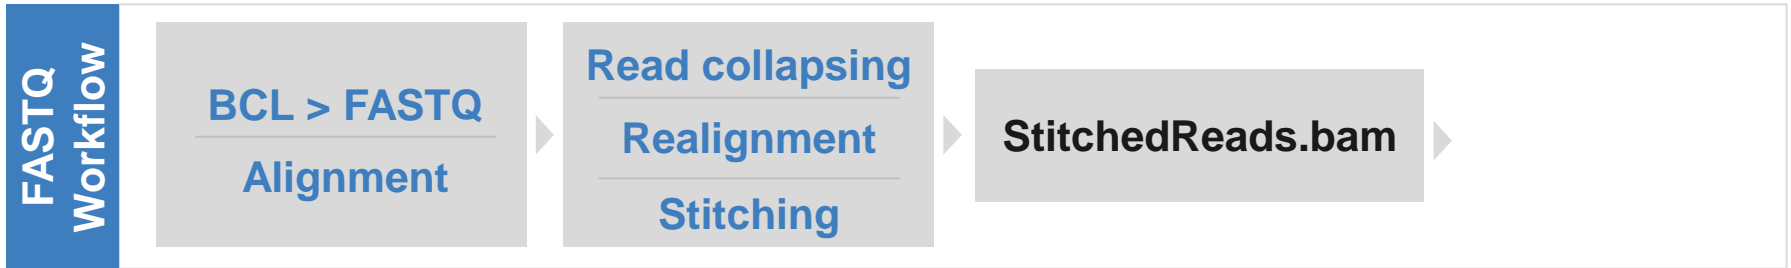 FASTQ
Workflow
BCL > FASTQ
Alignment
Read collapsing
Realignment
Stitching
StitchedReads.bam